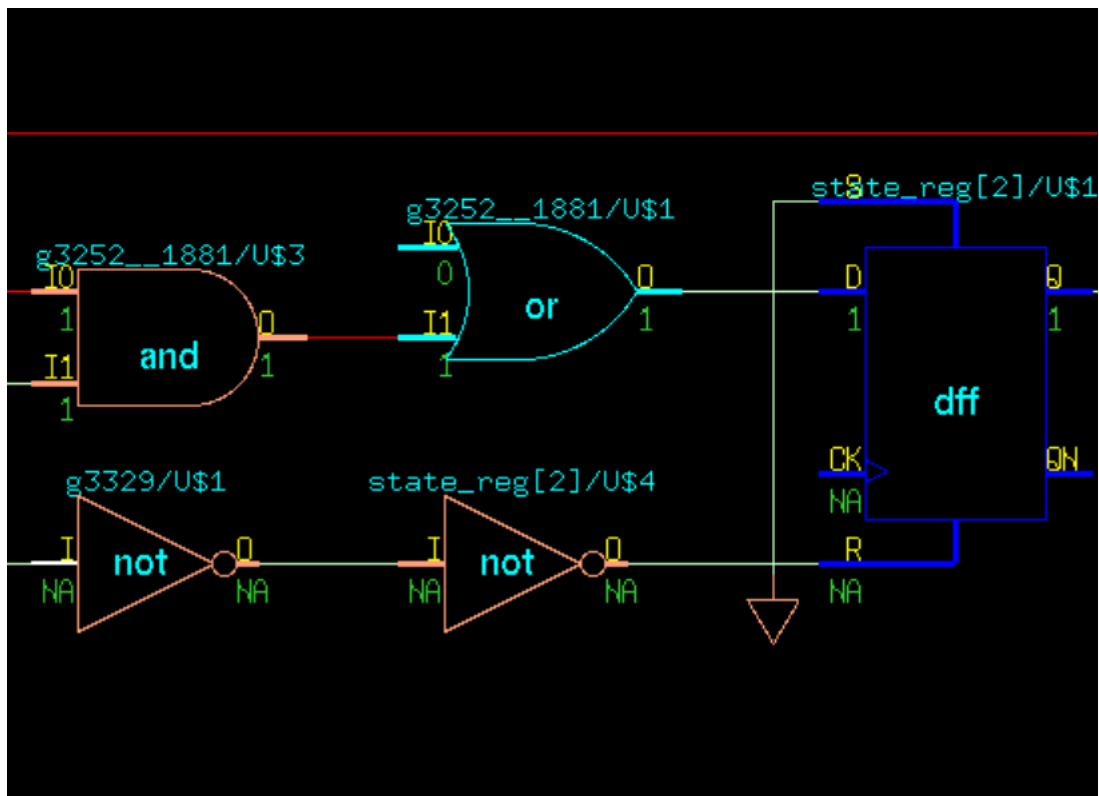 state_reg[2]/U$1
S
g3252__1881/U$1
g3252__1881/U$3
I0
0
I0
1
O
1
D
1
Q
1
or
I1
1
O
1
and
I1
1
dff
CK
NA
QN
g3329/U$1
state_reg[2]/U$4
I
NA
not
O
NA
I
NA
not
O
NA
R
NA